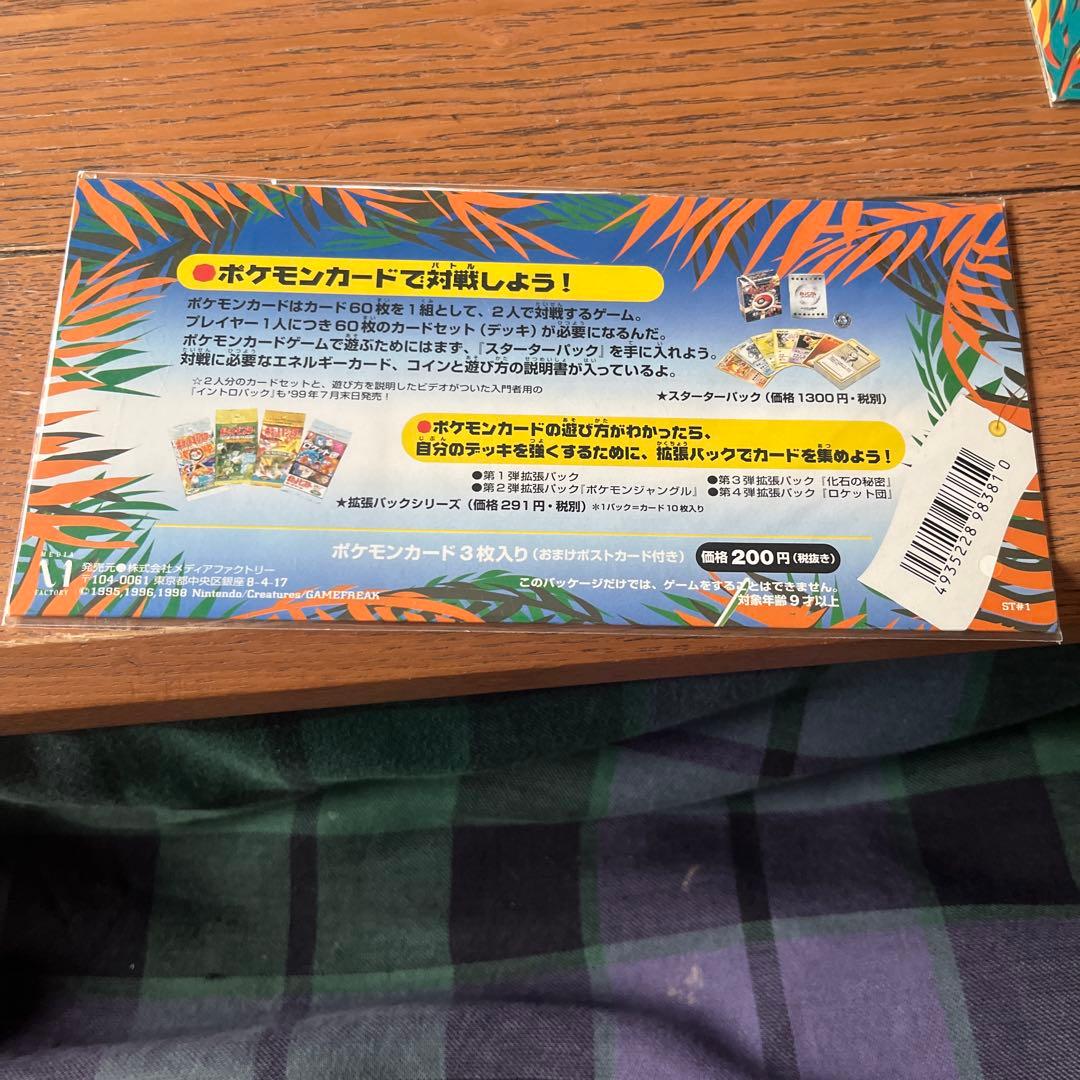 ●ポケモンカードで対戦しよう！
バトル
ポケモンカードはカード60枚を1組として、2人で対戦するゲーム。
プレイヤー1人につき60枚のカードセット(デッキ)が必要になるんだ。
ポケモンカードゲームで遊ぶためにはまず、『スターターパック』を手に入れよう。
対戦に必要なエネルギーカード、コインと遊び方の説明書が入っているよ。
☆2人分のカードセットと、遊び方を説明したビデオがついた入門者用の
『イントロパック』も'99年7月末日発売！
★スターターパック(価格1300円・税別)
●ポケモンカードの遊び方がわかったら、
自分のデッキを強くするために、拡張パックでカードを集めよう！
●第1弾拡張パック
●第2弾拡張パック『ポケモンジャングル』
●第3弾拡張パック『化石の秘密』
●第4弾拡張パック『ロケット団』
★拡張パックシリーズ(価格291円・税別) ＊1パック=カード10枚入り
ポケモンカード3枚入り(おまけポストカード付き) 価格200円(税抜き)
このパッケージだけでは、ゲームをすることはできません。
対象年齢9才以上
MEDIA
FACTORY
発売元●株式会社メディアファクトリー
〒104-0061 東京都中央区銀座8-4-17
©1995,1996,1998 Nintendo/Creatures/GAMEFREAK
4935228983810
ST#1